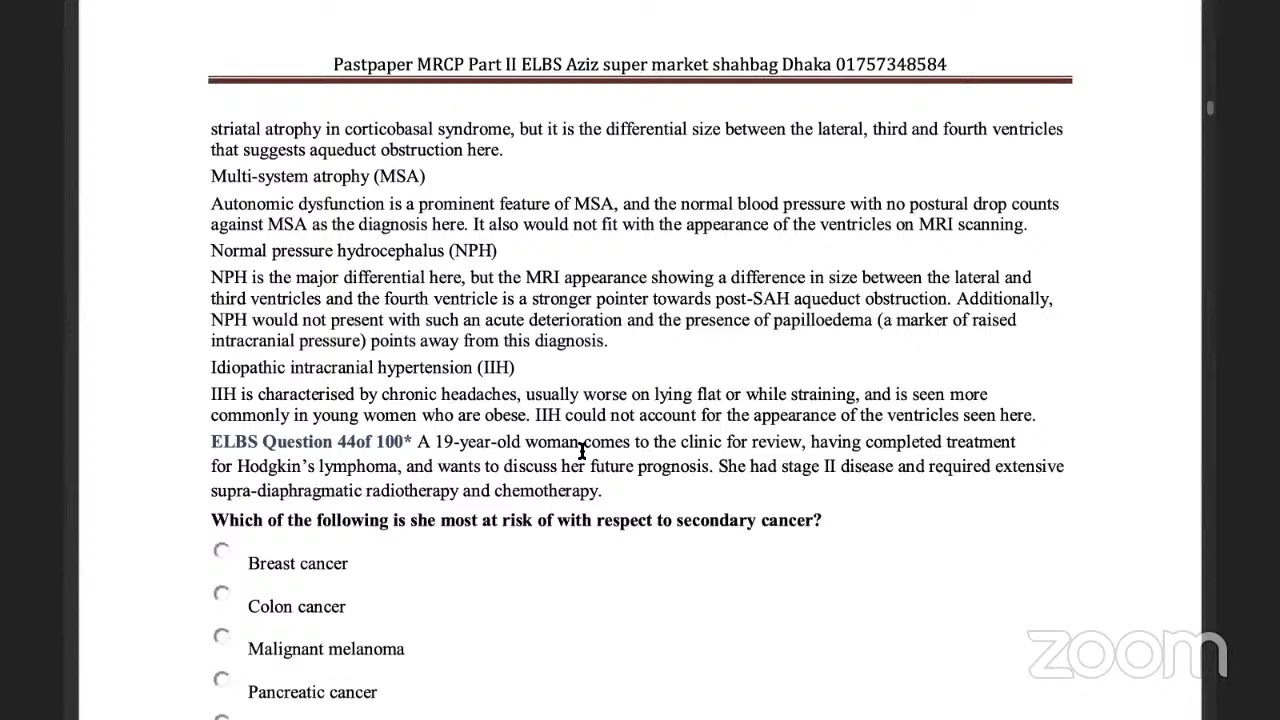 Pastpaper MRCP Part II ELBS Aziz super market shahbag Dhaka 01757348584
striatal atrophy in corticobasal syndrome, but it is the differential size between the lateral, third and fourth ventricles
that suggests aqueduct obstruction here.
Multi-system atrophy (MSA)
Autonomic dysfunction is a prominent feature of MSA, and the normal blood pressure with no postural drop counts
against MSA as the diagnosis here. It also would not fit with the appearance of the ventricles on MRI scanning.
Normal pressure hydrocephalus (NPH)
NPH is the major differential here, but the MRI appearance showing a difference in size between the lateral and
third ventricles and the fourth ventricle is a stronger pointer towards post-SAH aqueduct obstruction. Additionally,
NPH would not present with such an acute deterioration and the presence of papilloedema (a marker of raised
intracranial pressure) points away from this diagnosis.
Idiopathic intracranial hypertension (IIH)
IIH is characterised by chronic headaches, usually worse on lying flat or while straining, and is seen more
commonly in young women who are obese. IIH could not account for the appearance of the ventricles seen here.
ELBS Question 44of 100* A 19-year-old woman comes to the clinic for review, having completed treatment
for Hodgkin's lymphoma, and wants to discuss her future prognosis. She had stage II disease and required extensive
supra-diaphragmatic radiotherapy and chemotherapy.
Which of the following is she most at risk of with respect to secondary cancer?
Breast cancer
Colon cancer
Malignant melanoma
Pancreatic cancer
zoom